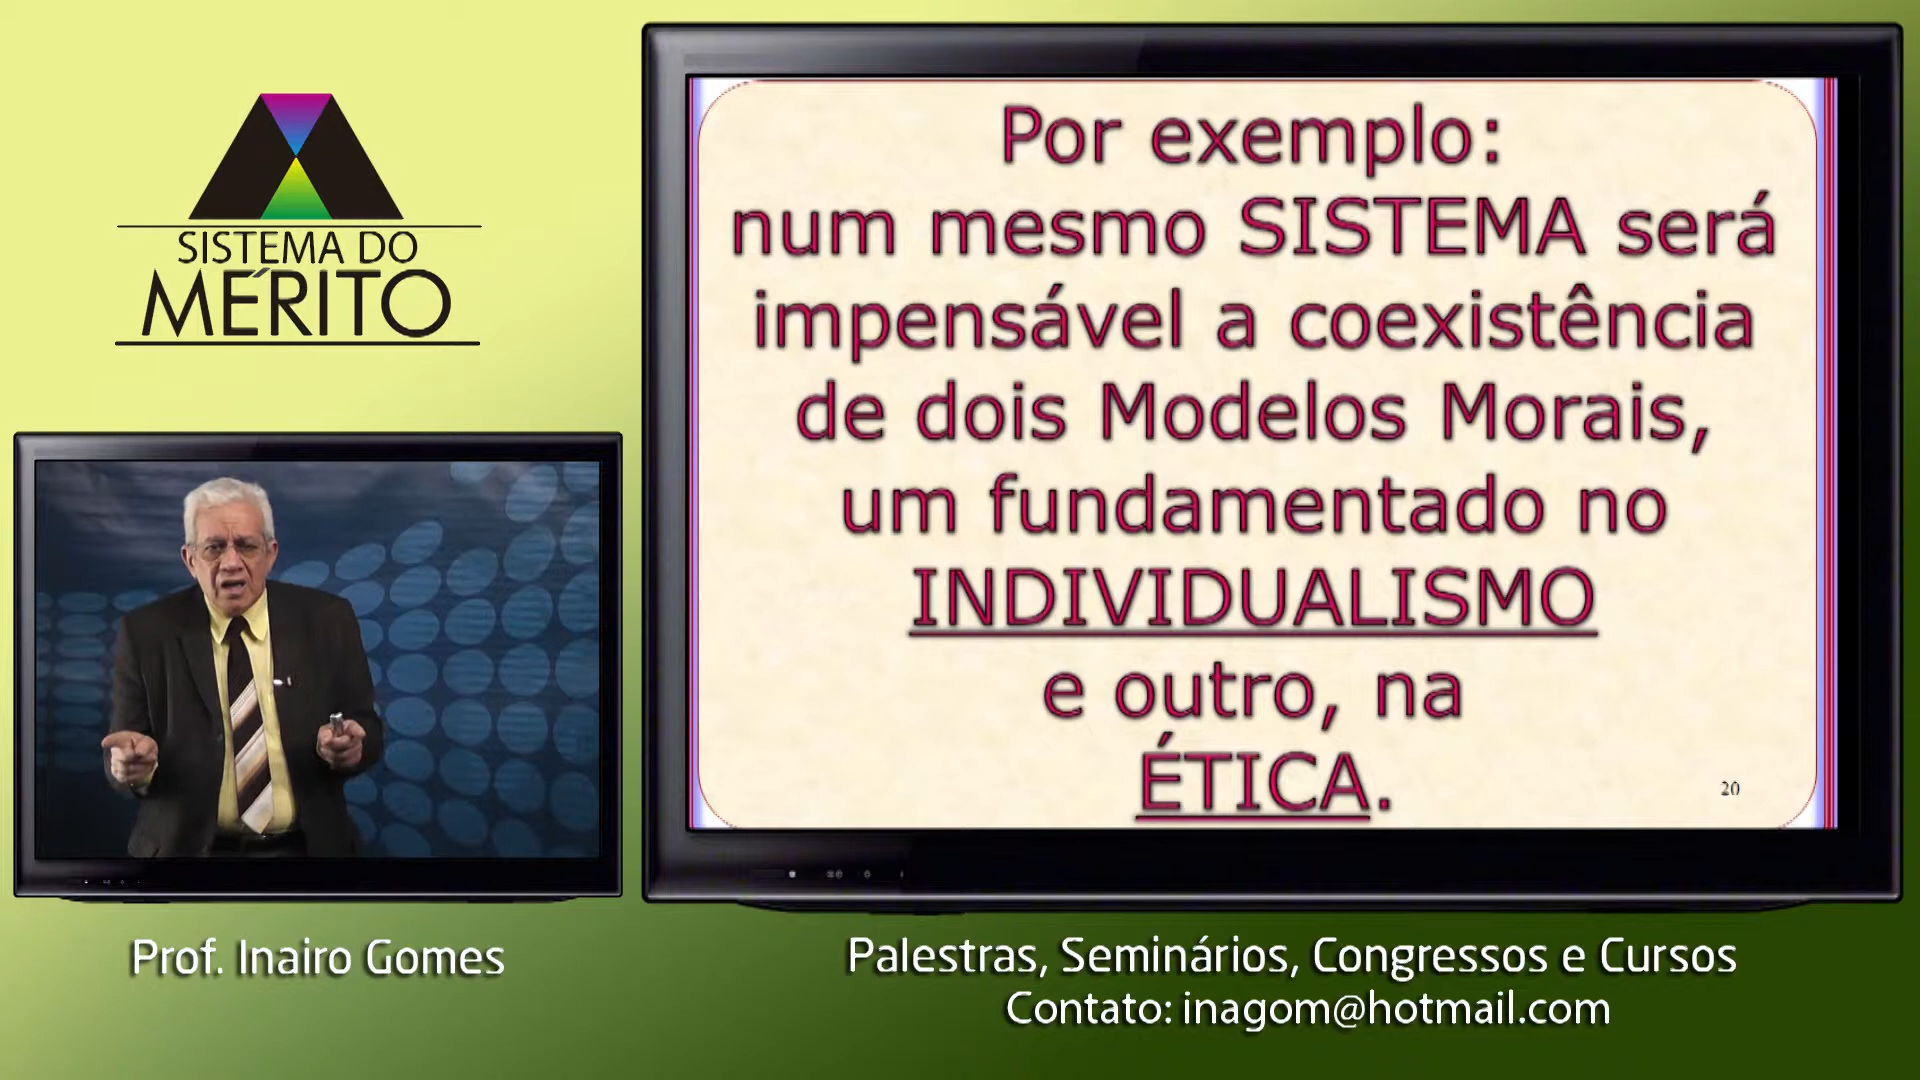 SISTEMA DO
MÉRITO
Por exemplo:
num mesmo SISTEMA será
impensável a coexistência
de dois Modelos Morais,
um fundamentado no
INDIVIDUALISMO
e outro, na
ÉTICA.
20
Prof. Inairo Gomes
Palestras, Seminários, Congressos e Cursos
Contato: inagom@hotmail.com